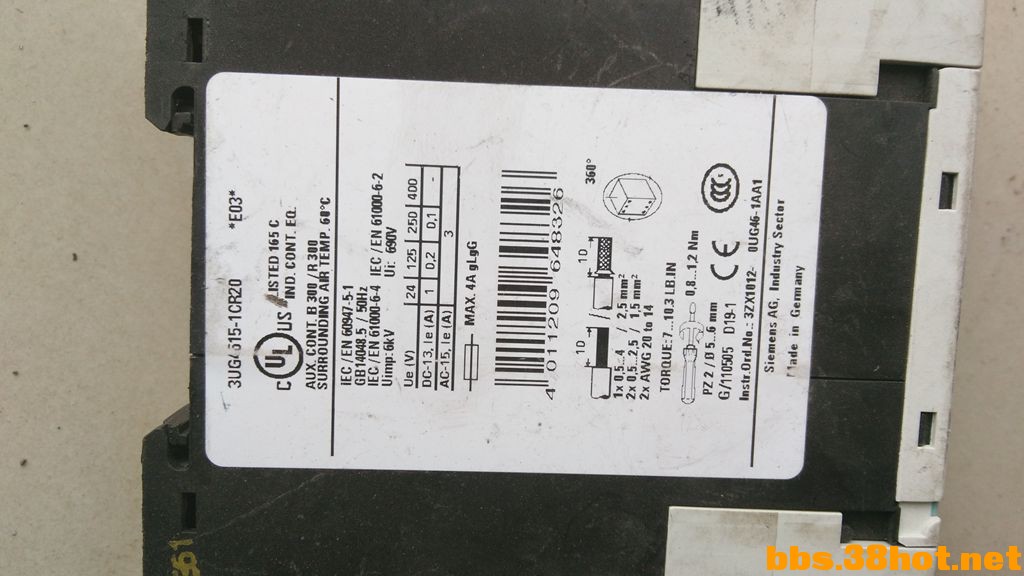 3UG4615-1CR20 *E03*
C UL US LISTED 165 C
IND. CONT. EQ.
AUX. CONT. B 300 / R 300
SURROUNDING AIR TEMP. 60°C
IEC / EN 60947-5-1
GB14048.5 / 50Hz
IEC / EN 61000-6-4 IEC / EN 61000-6-2
Uimp:6kV Ui: 690V
Ue (V) 24 125 250 400
DC-13, Ie (A) 1 0,2 0,1 -
AC-15, Ie (A) 3
MAX. 4A gLgG
4 011209 648326
10 10 360°
1x 0,5...4 / 2,5 mm²
2x 0,5...2,5 / 1,5 mm²
2x AWG 20 to 14
TORQUE:7...10,3 LB.IN
0,8...1,2 Nm
PZ 2 / Ø 5...6 mm CE CCC
G/11505 D19-1
Instr.Ord.No.: 3ZX1012- 0UG46-1AA1
Siemens AG, Industry Sector
Made in Germany
bbs.38hot.net